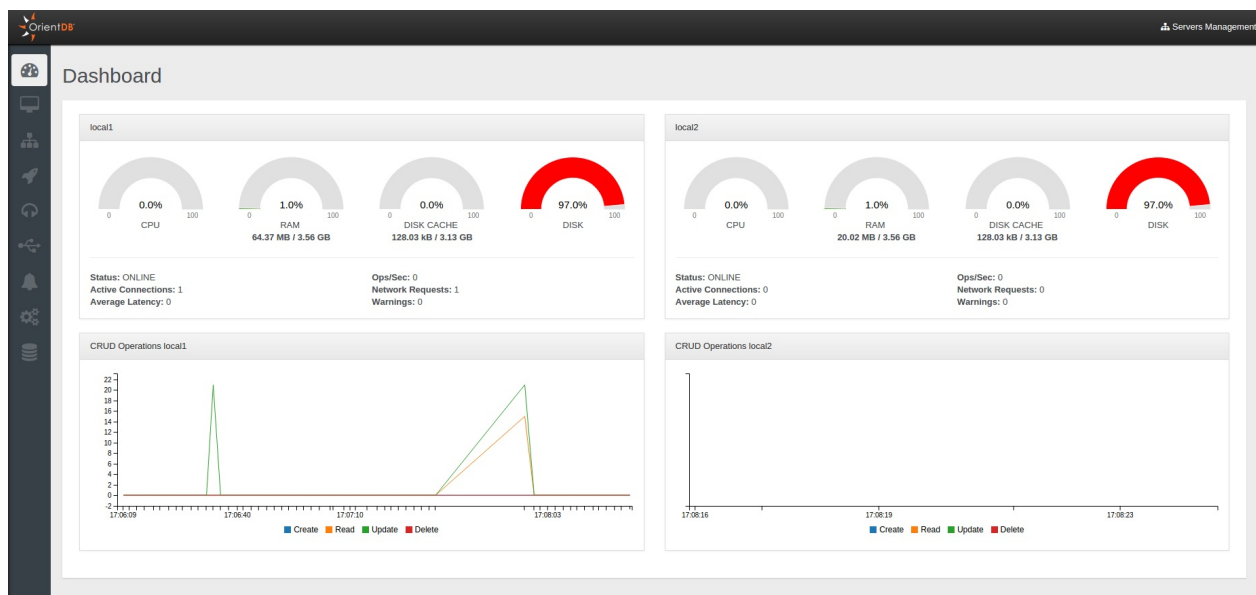 OrientDB
Servers Management
Dashboard
local1
0.0% 1.0% 0.0% 97.0%
0 100 0 100 0 100 0 100
CPU RAM DISK CACHE DISK
64.37 MB / 3.56 GB 128.03 kB / 3.13 GB
Status: ONLINE Ops/Sec: 0
Active Connections: 1 Network Requests: 1
Average Latency: 0 Warnings: 0
local2
0.0% 1.0% 0.0% 97.0%
0 100 0 100 0 100 0 100
CPU RAM DISK CACHE DISK
20.02 MB / 3.56 GB 128.03 kB / 3.13 GB
Status: ONLINE Ops/Sec: 0
Active Connections: 0 Network Requests: 0
Average Latency: 0 Warnings: 0
CRUD Operations local1
22
20
18
16
14
12
10
8
6
4
2
0
-2
17:06:09 17:06:40 17:07:10 17:08:03
Create Read Update Delete
CRUD Operations local2
17:08:16 17:08:19 17:08:23
Create Read Update Delete